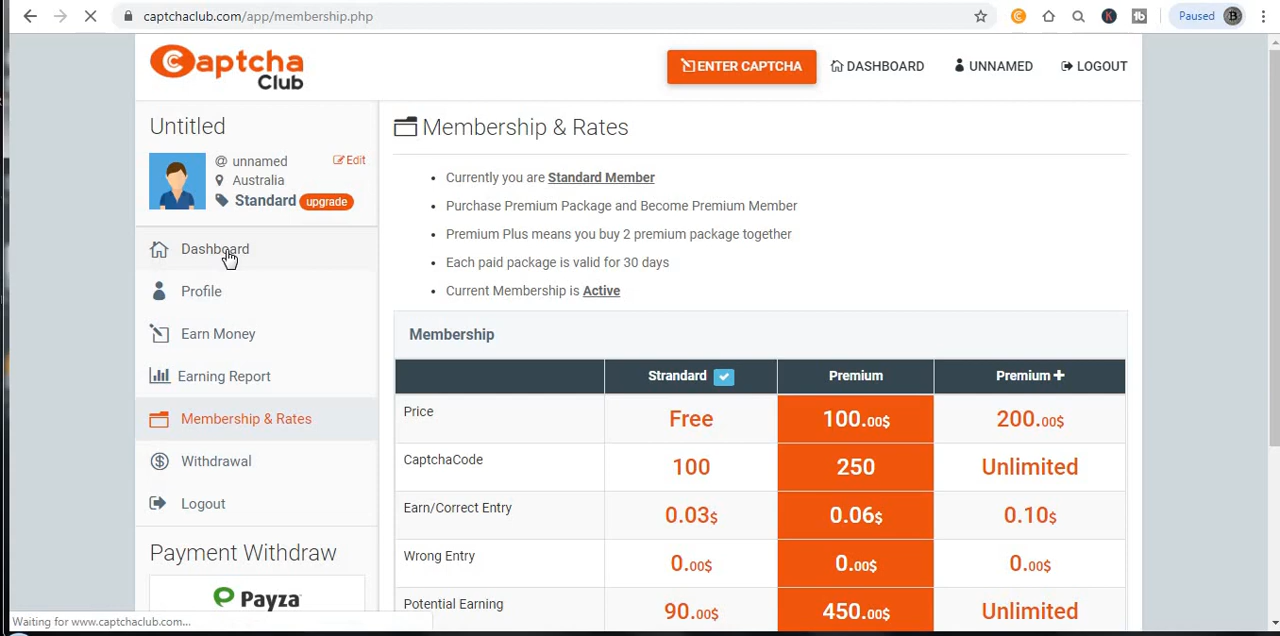 captchaclub.com/app/membership.php
Paused
Captcha
Club
ENTER CAPTCHA
DASHBOARD
UNNAMED
LOGOUT
Untitled
@ unnamed
Edit
Australia
Standard upgrade
Dashboard
Profile
Earn Money
Earning Report
Membership & Rates
Withdrawal
Logout
Payment Withdraw
Payza
Membership & Rates
• Currently you are Standard Member
• Purchase Premium Package and Become Premium Member
• Premium Plus means you buy 2 premium package together
• Each paid package is valid for 30 days
• Current Membership is Active
Membership
Strandard Premium Premium+
Price Free 100.00$ 200.00$
CaptchaCode 100 250 Unlimited
Earn/Correct Entry 0.03$ 0.06$ 0.10$
Wrong Entry 0.00$ 0.00$ 0.00$
Potential Earning 90.00$ 450.00$ Unlimited
Waiting for www.captchaclub.com...